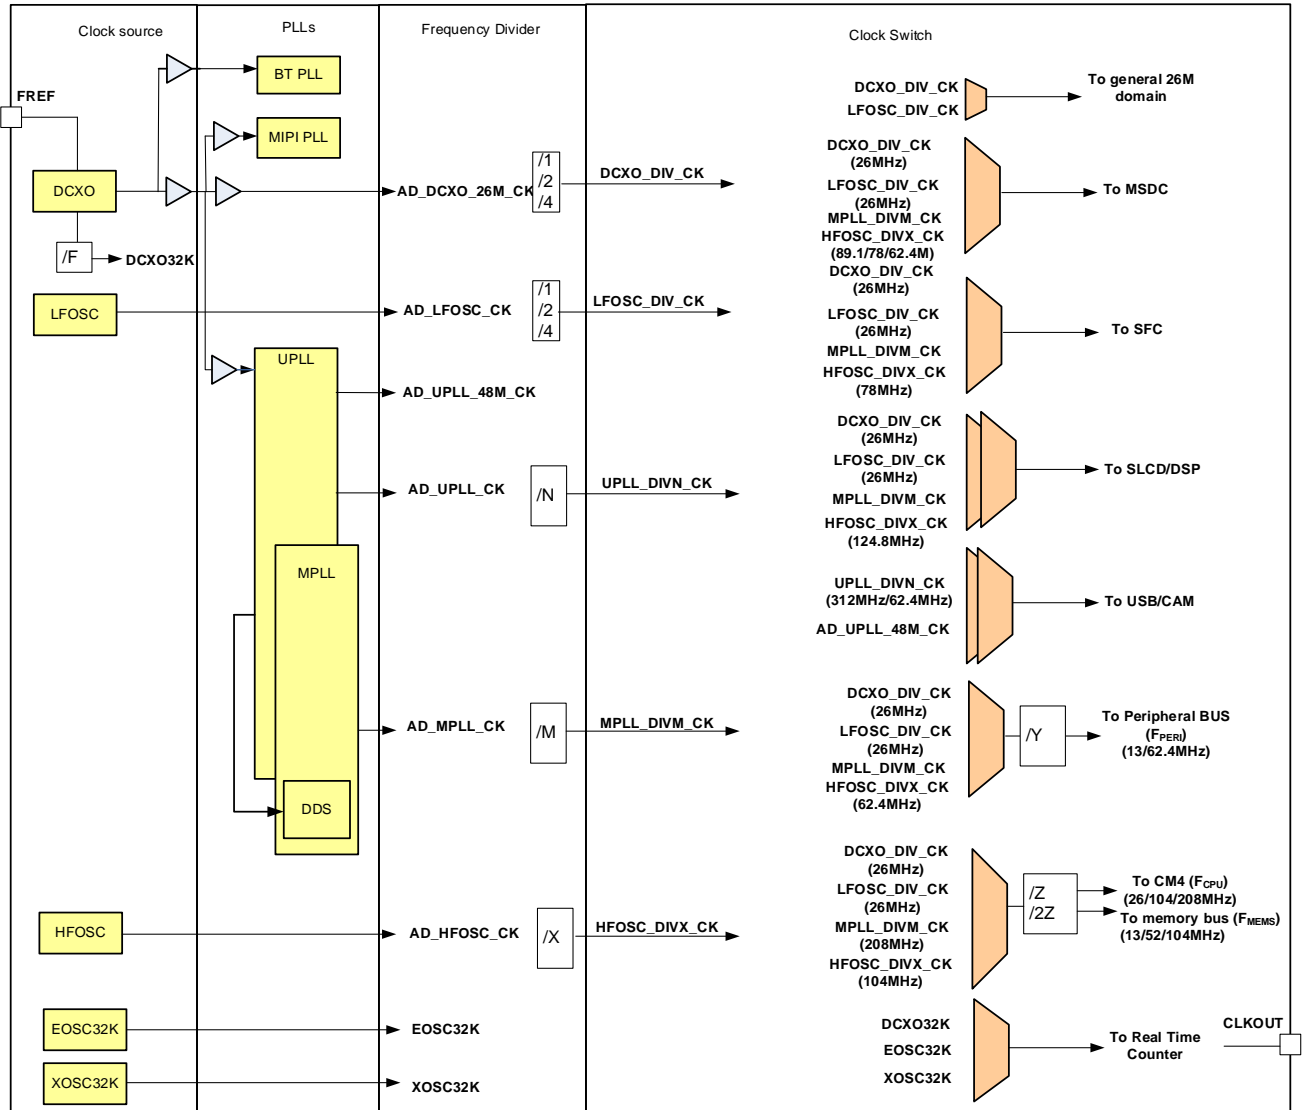 Clock source
PLLs
Frequency Divider
Clock Switch
FREF
DCXO
/F
DCXO32K
LFOSC
HFOSC
EOSC32K
XOSC32K
BT PLL
MIPI PLL
UPLL
MPLL
DDS
AD_DCXO_26M_CK
/1
/2
/4
DCXO_DIV_CK
AD_LFOSC_CK
/1
/2
/4
LFOSC_DIV_CK
AD_UPLL_48M_CK
AD_UPLL_CK
/N
UPLL_DIVN_CK
AD_MPLL_CK
/M
MPLL_DIVM_CK
AD_HFOSC_CK
/X
HFOSC_DIVX_CK
EOSC32K
XOSC32K
DCXO_DIV_CK
LFOSC_DIV_CK
To general 26M
domain
DCXO_DIV_CK
(26MHz)
LFOSC_DIV_CK
(26MHz)
MPLL_DIVM_CK
HFOSC_DIVX_CK
(89.1/78/62.4M)
To MSDC
DCXO_DIV_CK
(26MHz)
LFOSC_DIV_CK
(26MHz)
MPLL_DIVM_CK
HFOSC_DIVX_CK
(78MHz)
To SFC
DCXO_DIV_CK
(26MHz)
LFOSC_DIV_CK
(26MHz)
MPLL_DIVM_CK
HFOSC_DIVX_CK
(124.8MHz)
To SLCD/DSP
UPLL_DIVN_CK
(312MHz/62.4MHz)
AD_UPLL_48M_CK
To USB/CAM
DCXO_DIV_CK
(26MHz)
LFOSC_DIV_CK
(26MHz)
MPLL_DIVM_CK
HFOSC_DIVX_CK
(62.4MHz)
/Y
To Peripheral BUS
(FPERI)
(13/62.4MHz)
DCXO_DIV_CK
(26MHz)
LFOSC_DIV_CK
(26MHz)
MPLL_DIVM_CK
(208MHz)
HFOSC_DIVX_CK
(104MHz)
/Z
/2Z
To CM4 (FCPU)
(26/104/208MHz)
To memory bus (FMEMS)
(13/52/104MHz)
DCXO32K
EOSC32K
XOSC32K
To Real Time
Counter
CLKOUT